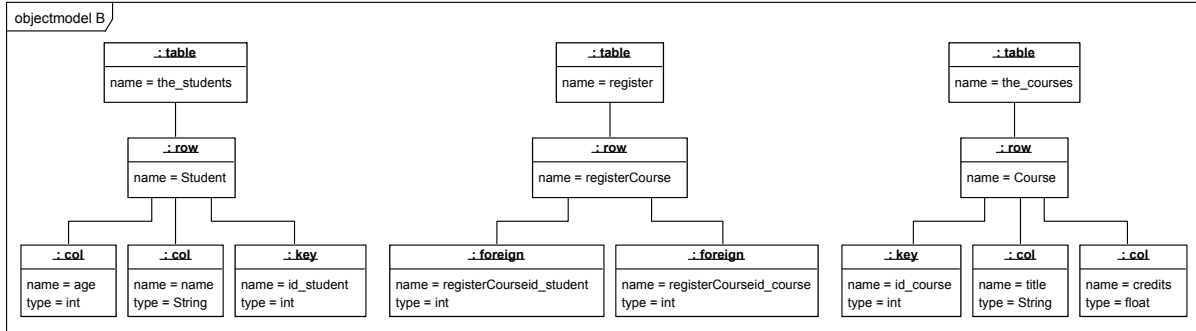 objectmodel B
: table
name = the_students
: table
name = register
: table
name = the_courses
: row
name = Student
: row
name = registerCourse
: row
name = Course
: col
name = age
type = int
: col
name = name
type = String
: key
name = id_student
type = int
: foreign
name = registerCourseid_student
type = int
: foreign
name = registerCourseid_course
type = int
: key
name = id_course
type = int
: col
name = title
type = String
: col
name = credits
type = float